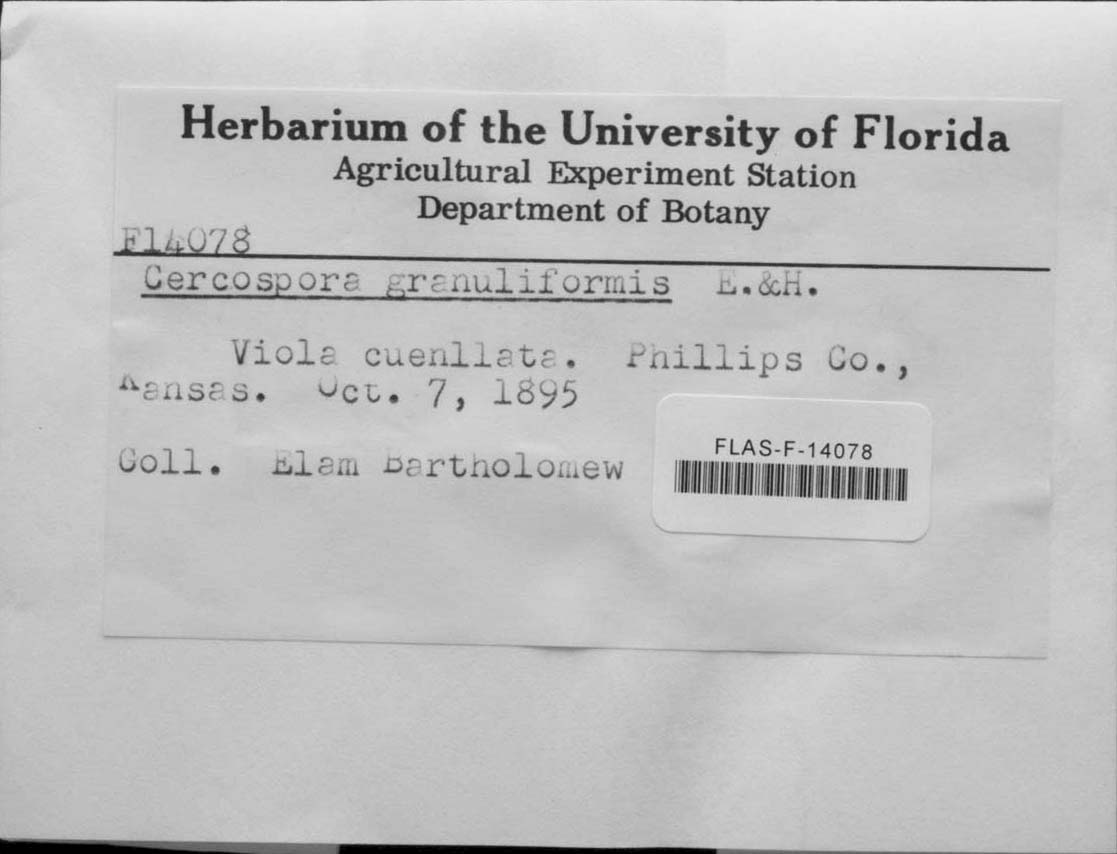 Herbarium of the University of Florida
Agricultural Experiment Station
Department of Botany
F14078
Cercospora granuliformis E.&H.
Viola cuenllata. Phillips Co.,
Kansas. Oct. 7, 1895
FLAS-F-14078
Coll. Elam Bartholomew